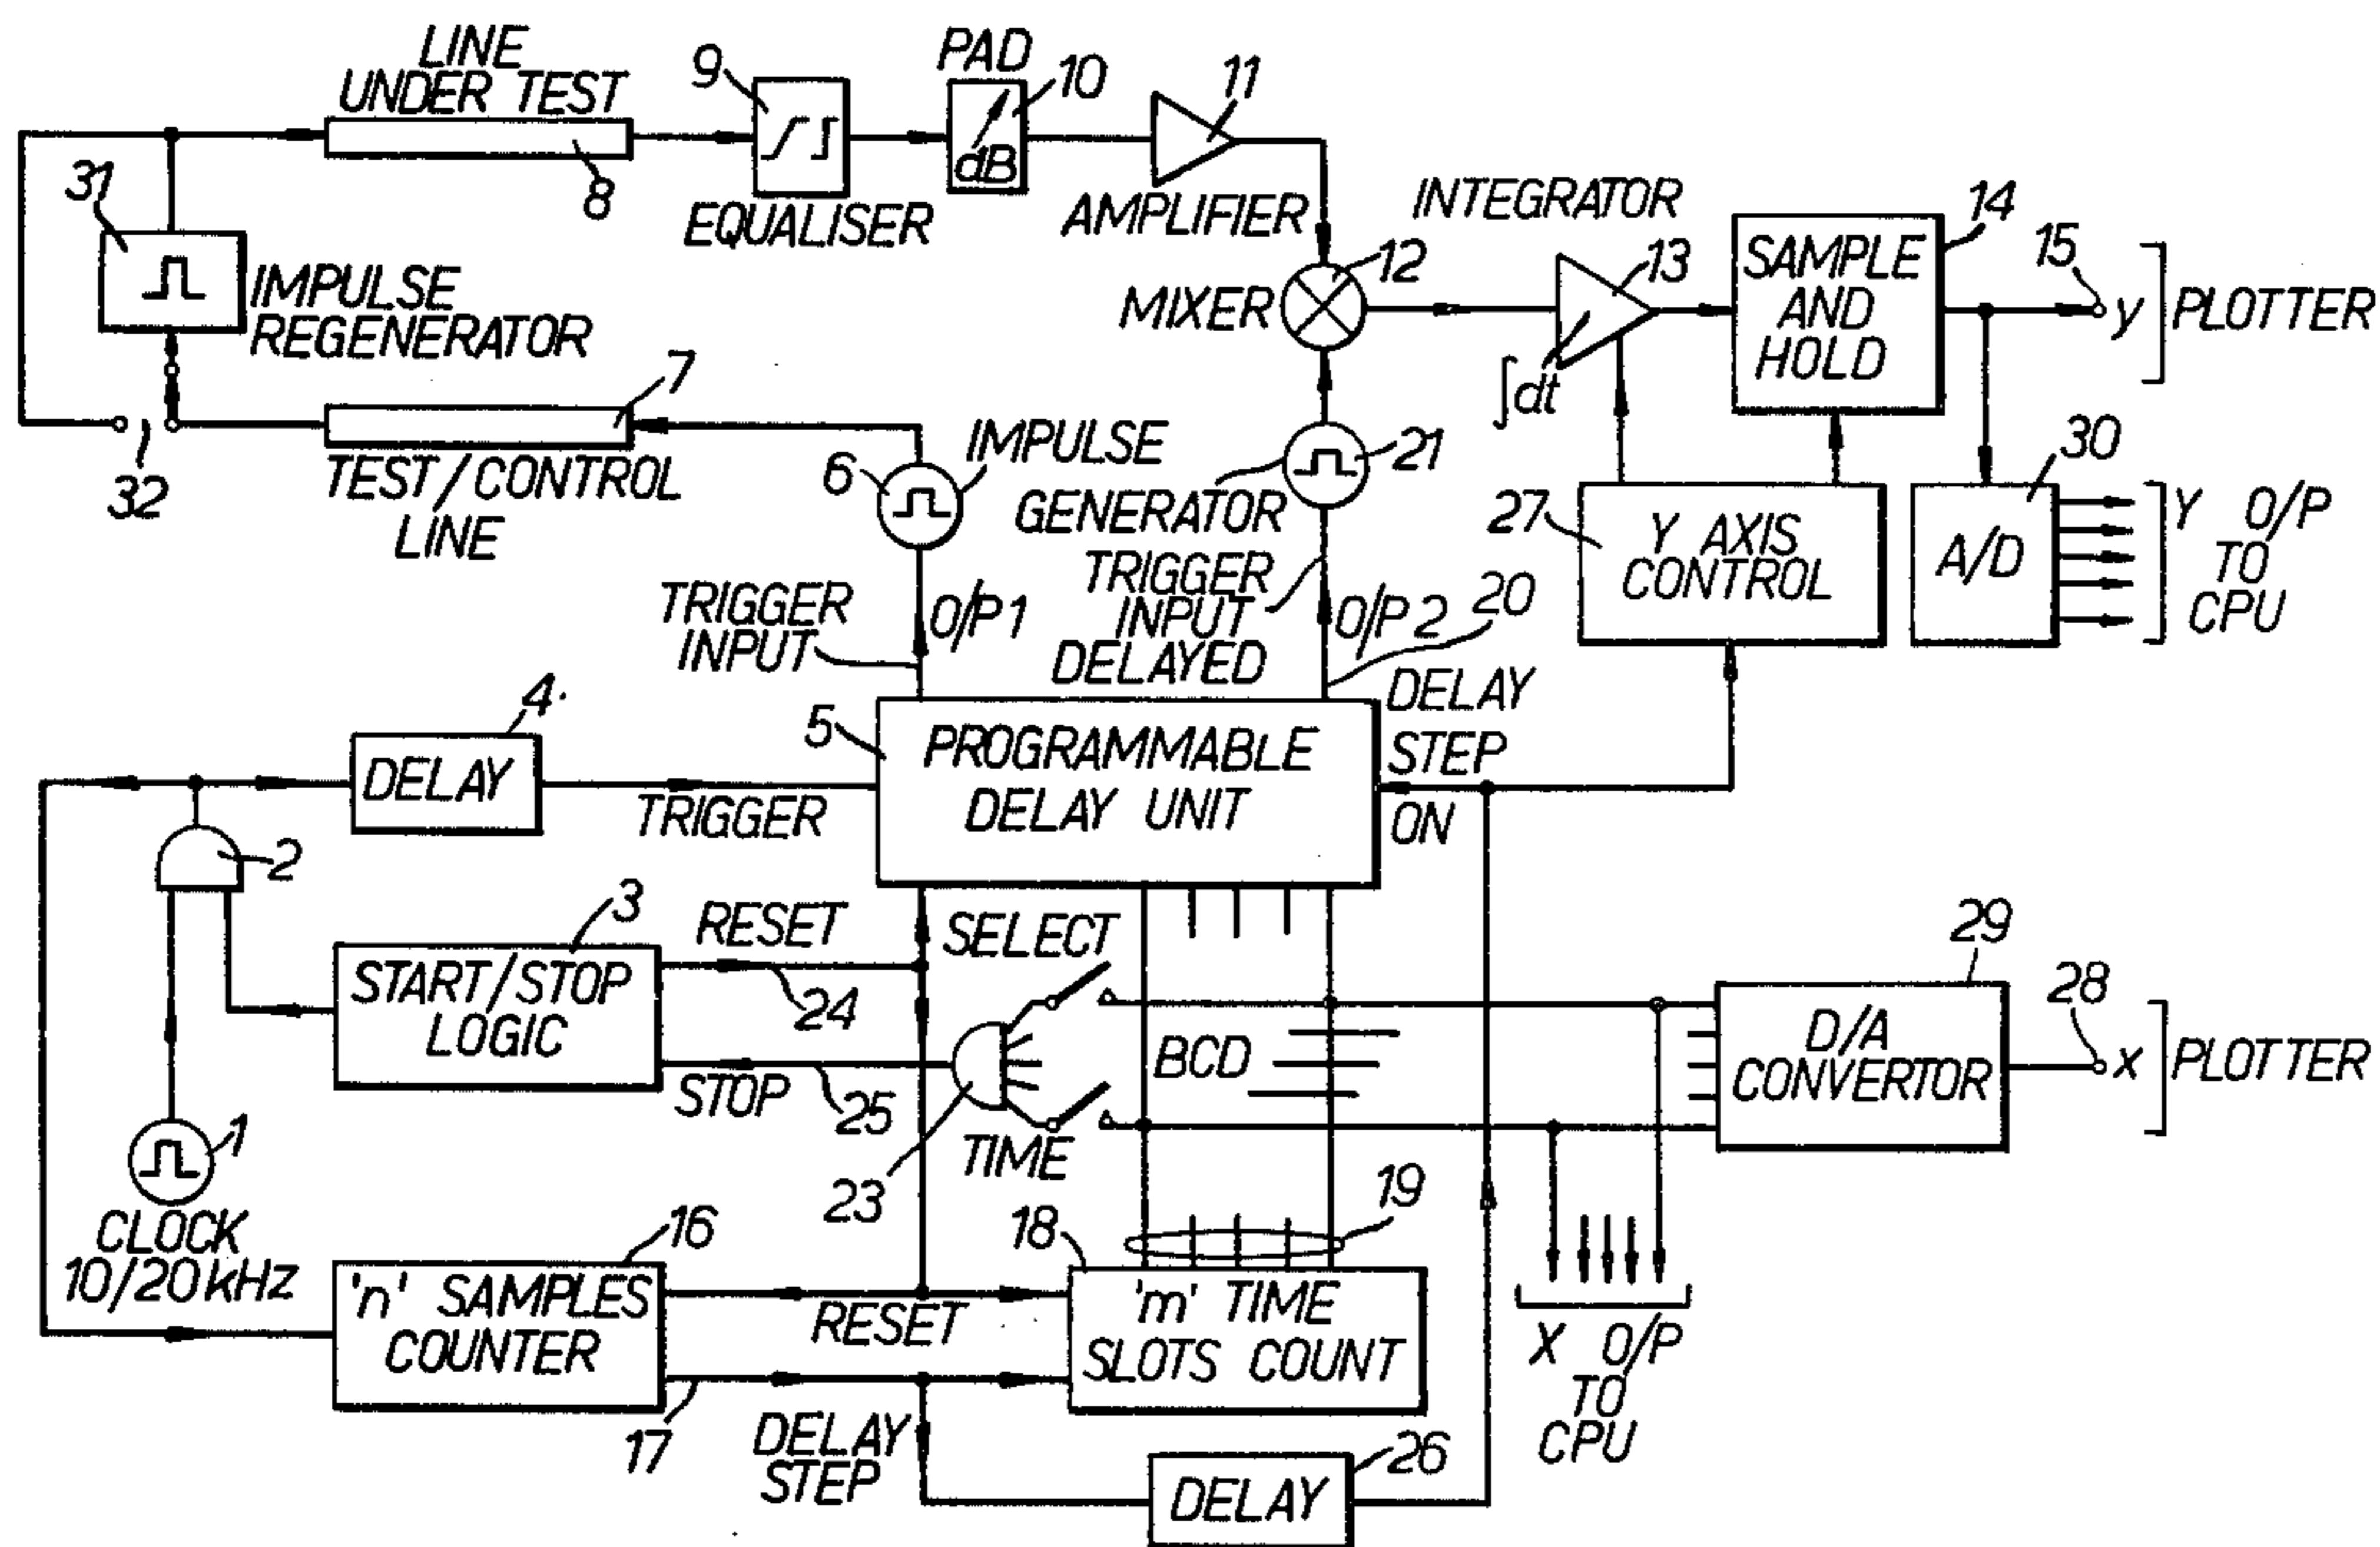 LINE
UNDER TEST
8
9
EQUALISER
PAD
10
dB
11
AMPLIFIER
31
IMPULSE
REGENERATOR
32
7
TEST/CONTROL
LINE
6
IMPULSE
GENERATOR
21
MIXER
12
INTEGRATOR
13
∫dt
SAMPLE
AND
HOLD
14
15
y
PLOTTER
27
Y AXIS
CONTROL
30
A/D
Y O/P
TO
CPU
TRIGGER
INPUT
O/P 1
TRIGGER
INPUT
DELAYED
O/P 2
20
4.
DELAY
TRIGGER
5
PROGRAMMABLE
DELAY UNIT
DELAY
STEP
ON
2
3
START/STOP
LOGIC
RESET
24
STOP
25
SELECT
TIME
23
BCD
29
D/A
CONVERTOR
28
x
PLOTTER
1
CLOCK
10/20kHz
16
'n' SAMPLES
COUNTER
17
RESET
18
19
'm' TIME
SLOTS COUNT
DELAY
STEP
26
DELAY
X O/P
TO
CPU